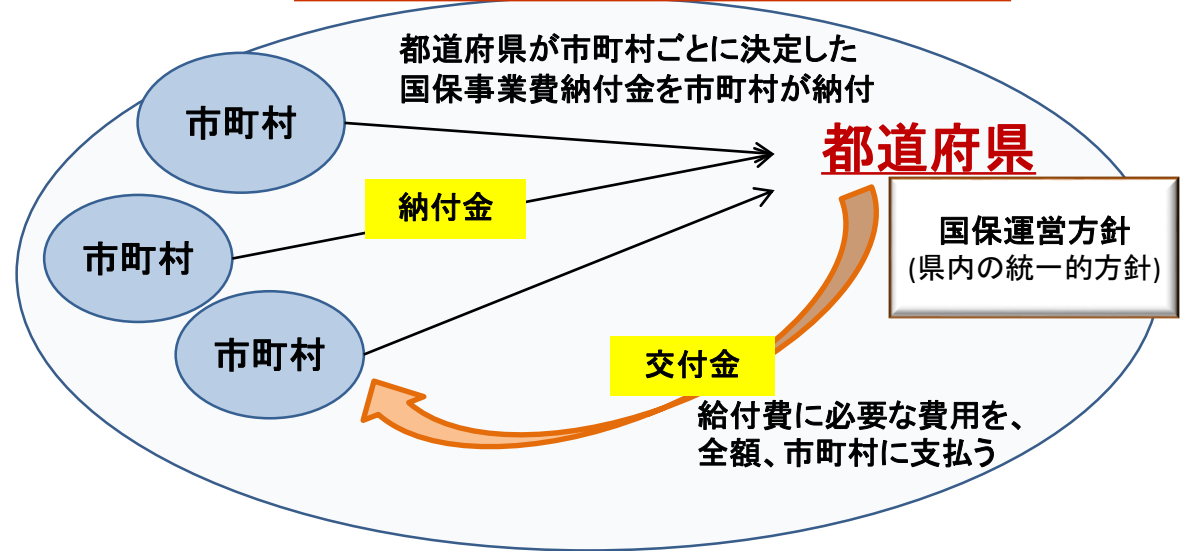 都道府県が市町村ごとに決定した
国保事業費納付金を市町村が納付
市町村
都道府県
納付金
市町村
国保運営方針
(県内の統一的方針)
市町村
交付金
給付費に必要な費用を、
全額、市町村に支払う